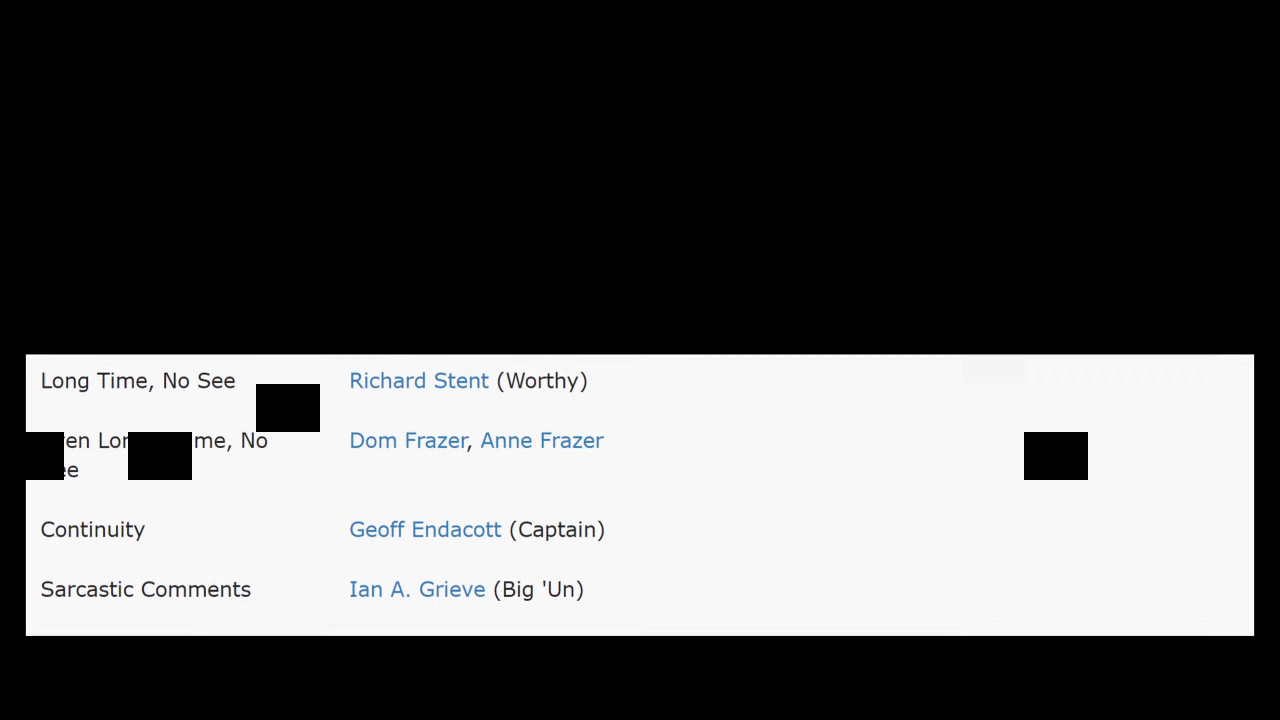 Long Time, No See Richard Stent (Worthy)
No Dom Frazer, Anne Frazer
Continuity Geoff Endacott (Captain)
Sarcastic Comments Ian A. Grieve (Big 'Un)